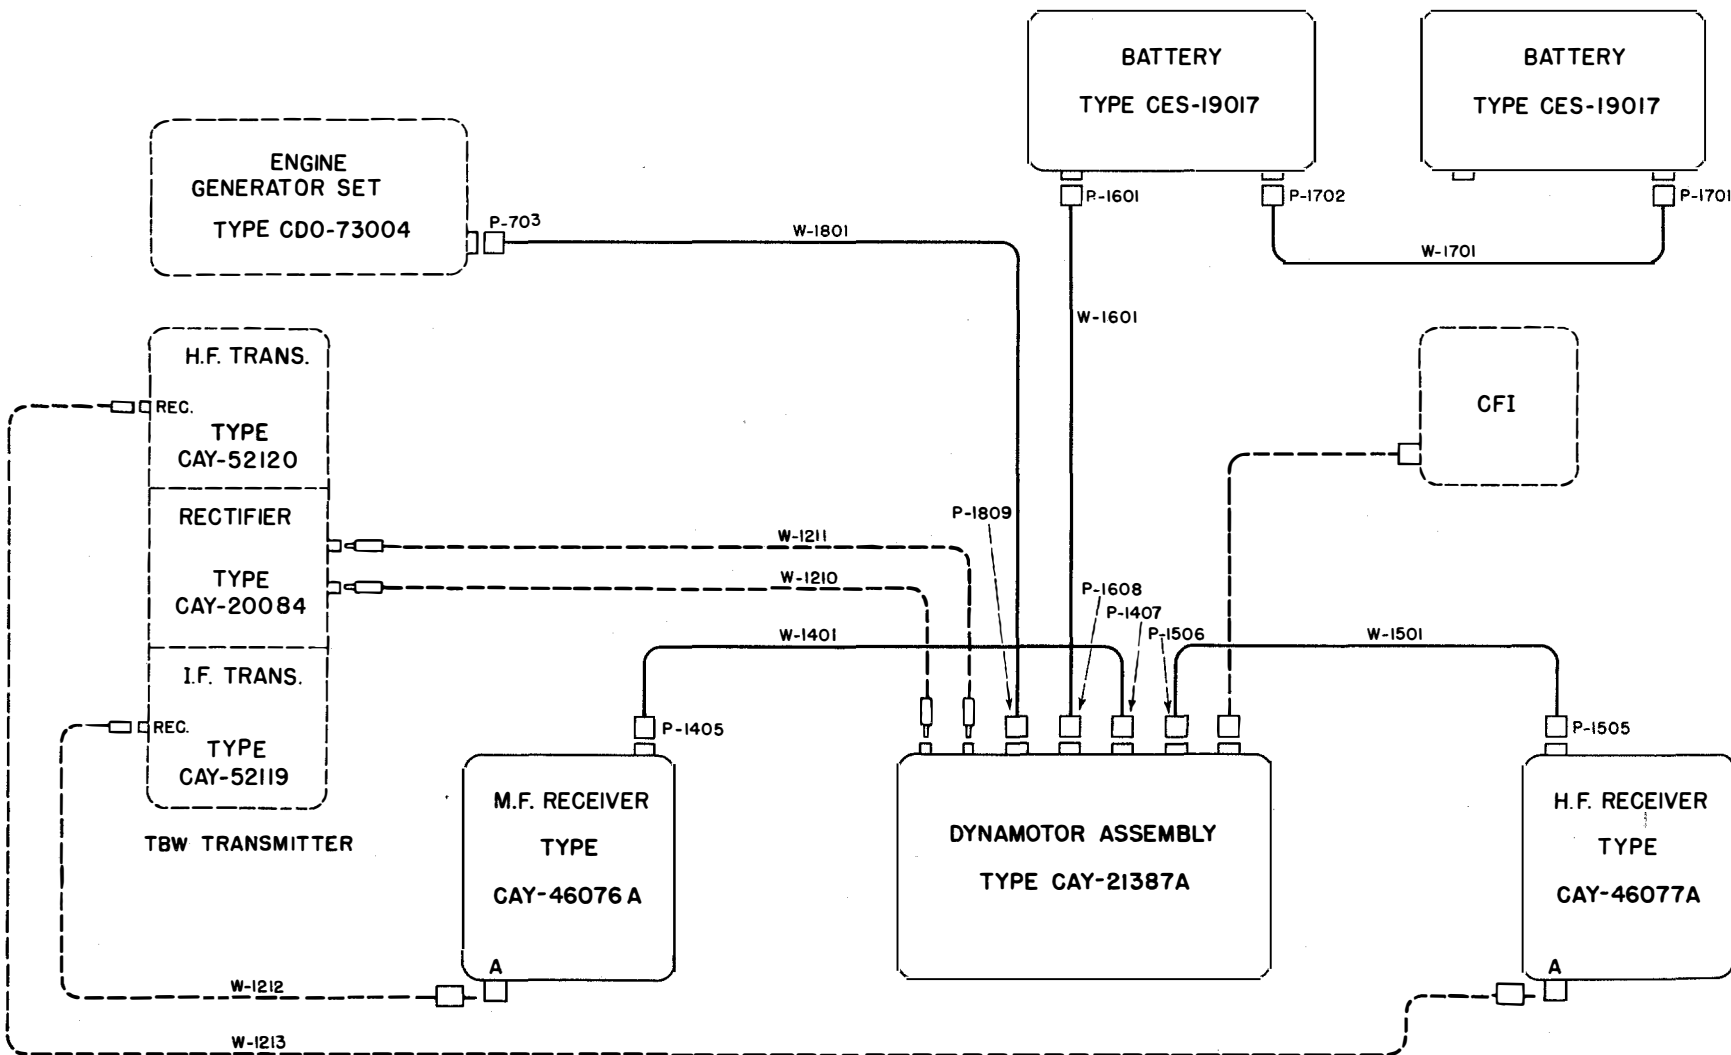 BATTERY
TYPE CES-19017
BATTERY
TYPE CES-19017
P-1601
P-1702
P-1701
W-1701
ENGINE
GENERATOR SET
TYPE CDO-73004
P-703
W-1801
W-1601
H.F. TRANS.
REC.
TYPE
CAY-52120
RECTIFIER
TYPE
CAY-20084
I.F. TRANS.
REC.
TYPE
CAY-52119
TBW TRANSMITTER
CFI
W-1211
W-1210
P-1809
P-1608
P-1407
P-1506
W-1401
W-1501
P-1405
P-1505
M.F. RECEIVER
TYPE
CAY-46076A
A
DYNAMOTOR ASSEMBLY
TYPE CAY-21387A
H.F. RECEIVER
TYPE
CAY-46077A
A
W-1212
W-1213